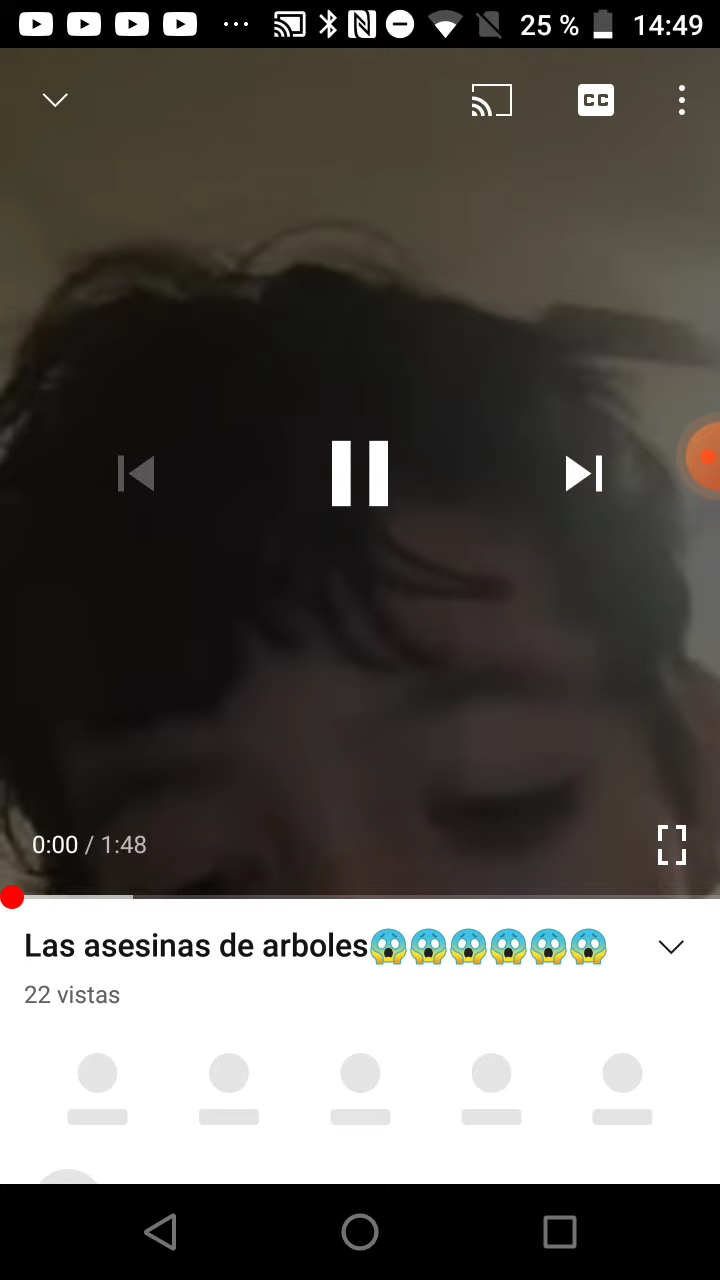 25 % 14:49
CC
0:00 / 1:48
Las asesinas de arboles😱😱😱😱😱😱
22 vistas